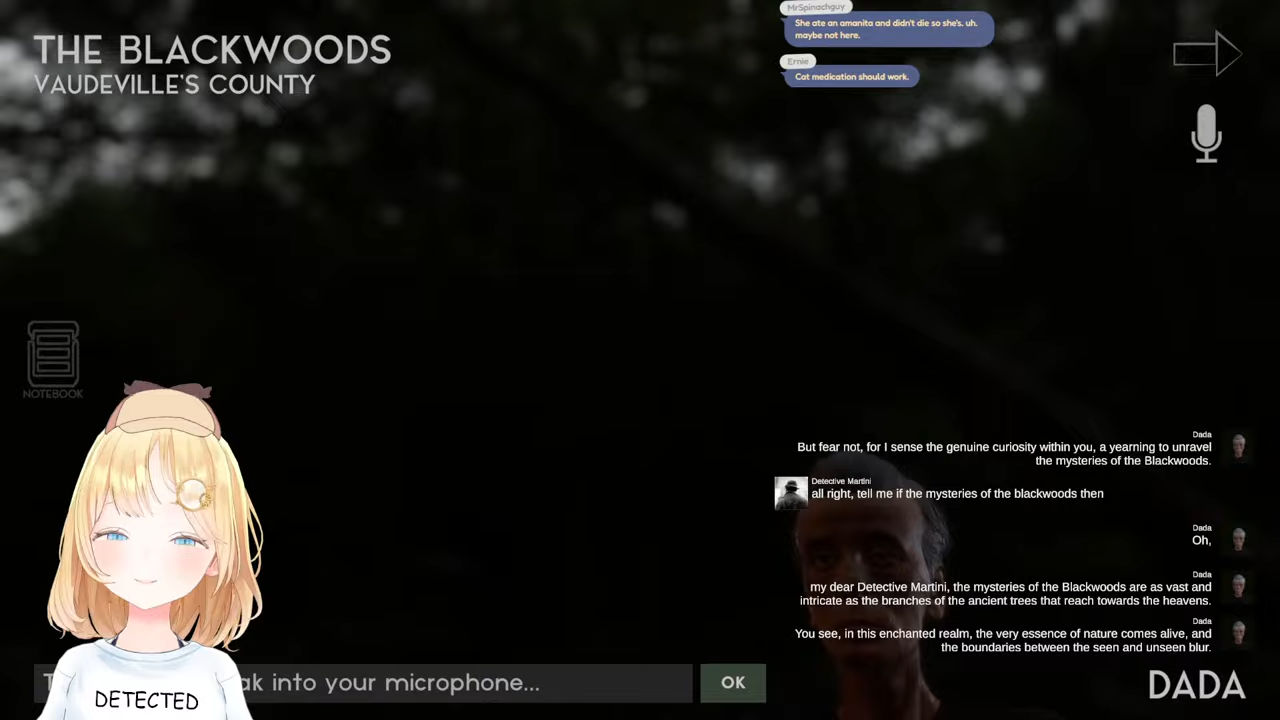 THE BLACKWOODS
VAUDEVILLE'S COUNTY
MrSpinachguy
She ate an amanita and didn't die so she's. uh.
maybe not here.
Ernie
Cat medication should work.
NOTEBOOK
Dada
But fear not, for I sense the genuine curiosity within you, a yearning to unravel
the mysteries of the Blackwoods.
Detective Martini
all right, tell me if the mysteries of the blackwoods then
Dada
Oh,
Dada
my dear Detective Martini, the mysteries of the Blackwoods are as vast and
intricate as the branches of the ancient trees that reach towards the heavens.
Dada
You see, in this enchanted realm, the very essence of nature comes alive, and
the boundaries between the seen and unseen blur.
into your microphone...
OK
DADA
DETECTED